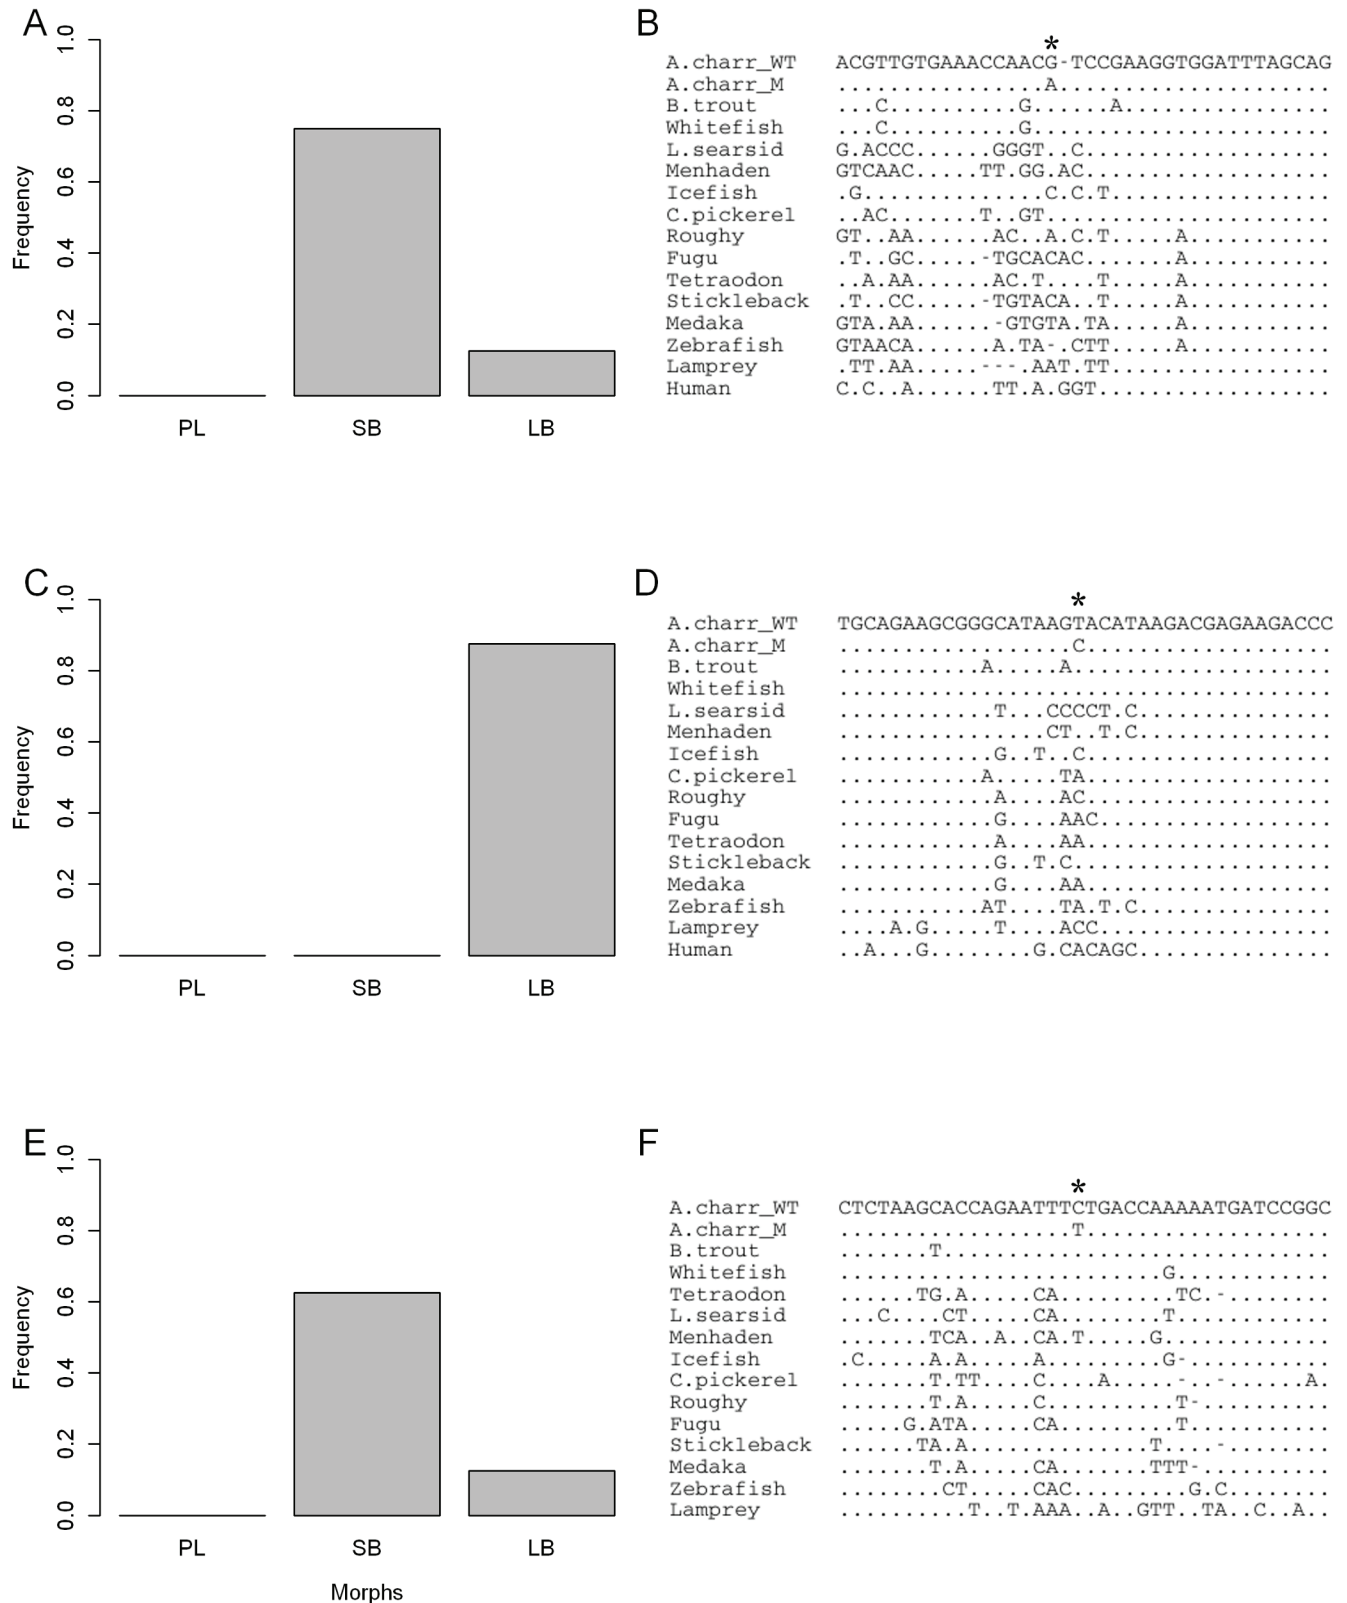 A
1.0
0.8
0.6
0.4
0.2
0.0
Frequency
PL SB LB
B
*
A.charr_WT ACGTTGTGAAACCAACG-TCCGAAGGTGGATTTAGCAG
A.charr_M ................A.....................
B.trout ...C..........G......A................
Whitefish ...C..........G.......................
L.searsid G.ACCC......GGGT..C...................
Menhaden GTCAAC.....TT.GG.AC...................
Icefish .G..............C.C.T.................
C.pickerel ..AC.......T..GT......................
Roughy GT..AA......AC..A.C.T.....A...........
Fugu .T..GC.....-TGCACAC.......A...........
Tetraodon ..A.AA......AC.T....T.....A...........
Stickleback .T..CC.....-TGTACA..T.....A...........
Medaka GTA.AA......-GTGTA.TA.....A...........
Zebrafish GTAACA......A.TA-.CTT.....A...........
Lamprey .TT.AA.....---.AAT.TT.................
Human C.C..A......TT.A.GGT..................
C
1.0
0.8
0.6
0.4
0.2
0.0
Frequency
PL SB LB
D
*
A.charr_WT TGCAGAAGCGGGCATAAGTACATAAGACGAGAAGACCC
A.charr_M ..................C...................
B.trout ...........A.....A....................
Whitefish ......................................
L.searsid ............T...CCCCT.C...............
Menhaden ................CT..T.C...............
Icefish ............G..T..C...................
C.pickerel ...........A.....TA...................
Roughy ............A....AC...................
Fugu ............G....AAC..................
Tetraodon ............A....AA...................
Stickleback ............G..T.C....................
Medaka ............G....AA...................
Zebrafish ...........AT....TA.T.C...............
Lamprey ....A.G.....T....ACC..................
Human ..A...G........G.CACAGC...............
E
1.0
0.8
0.6
0.4
0.2
0.0
Frequency
PL SB LB
Morphs
F
*
A.charr_WT CTCTAAGCACCAGAATTTCTGACCAAAAATGATCCGGC
A.charr_M ..................T...................
B.trout .......T..............................
Whitefish .........................G............
Tetraodon ......TG.A.....CA.........TC.-........
L.searsid ...C....CT.....CA........T............
Menhaden .......TCA..A..CA.T.....G.............
Icefish .C.....A.A.....A.........G-...........
C.pickerel .......T.TT....C....A.....-..-......A.
Roughy .......T.A.....C..........T-..........
Fugu .....G.ATA.....CA.........T...........
Stickleback ......TA.A..............T....-........
Medaka .......T.A.....CA.......TTT-..........
Zebrafish ........CT.....CAC.........G.C........
Lamprey ..........T..T.AAA..A..GTT..TA..C..A..